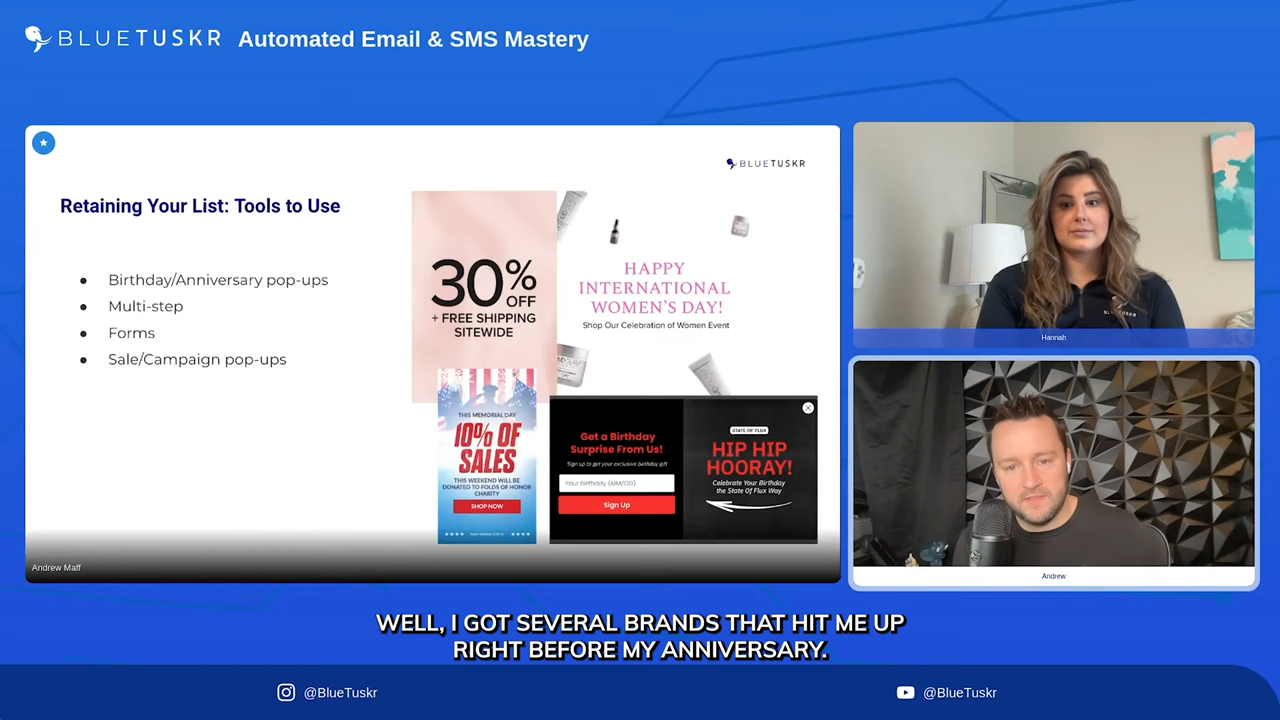 BLUETUSKR Automated Email & SMS Mastery
BLUETUSKR
Retaining Your List: Tools to Use
● Birthday/Anniversary pop-ups
● Multi-step
● Forms
● Sale/Campaign pop-ups
30% OFF
+ FREE SHIPPING
SITEWIDE
HAPPY
INTERNATIONAL
WOMEN'S DAY!
Shop Our Celebration of Women Event
THIS MEMORIAL DAY
10% OF
SALES
THIS WEEKEND WILL BE
DONATED TO FOLDS OF HONOR
CHARITY
SHOP NOW
Get a Birthday
Surprise From Us!
Sign up to get your exclusive birthday gift
Your birthday (MM/DD)
Sign Up
STATE OF FLUX
HIP HIP
HOORAY!
Celebrate Your Birthday
the State Of Flux Way
Andrew Maff
BLUETUSKR
Hannah
Andrew
WELL, I GOT SEVERAL BRANDS THAT HIT ME UP
RIGHT BEFORE MY ANNIVERSARY.
@BlueTuskr
@BlueTuskr